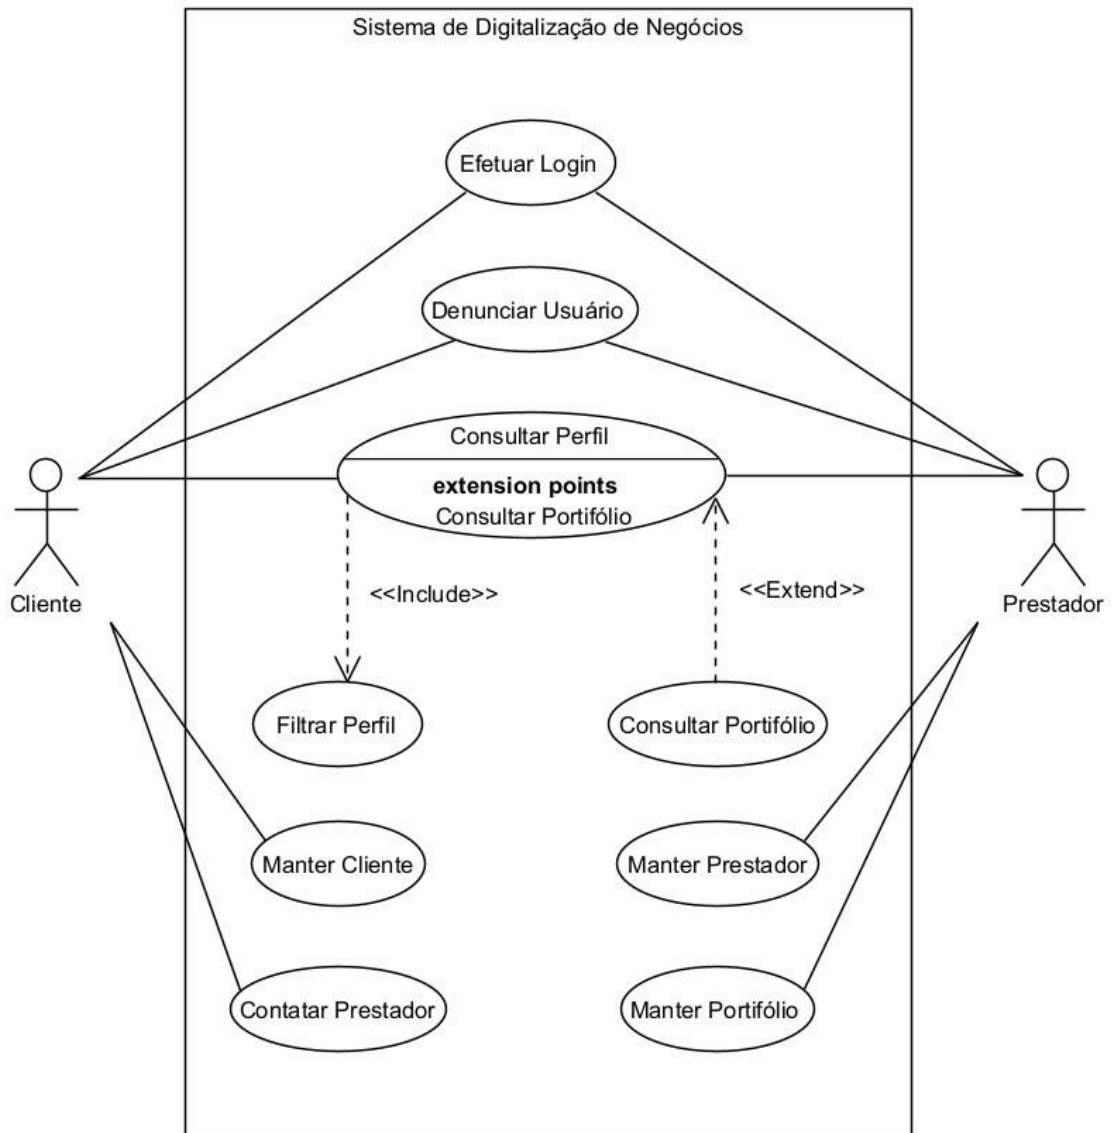 Sistema de Digitalização de Negócios
Efetuar Login
Denunciar Usuário
Consultar Perfil
extension points
Consultar Portifólio
<<Include>>
<<Extend>>
Cliente
Prestador
Filtrar Perfil
Consultar Portifólio
Manter Cliente
Manter Prestador
Contatar Prestador
Manter Portifólio